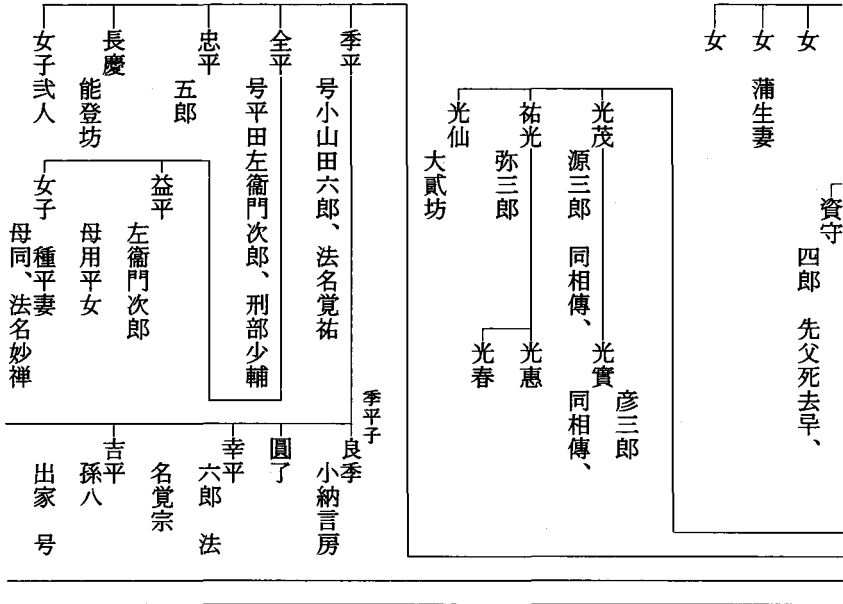 女
女
蒲生妻
女
資守
四郎 先父死去早、
光茂
源三郎 同相傳、
光實
彦三郎
同相傳、
祐光
弥三郎
光惠
光春
光仙
大貳坊
季平
号小山田六郎、法名覚祐
全平
号平田左衞門次郎、刑部少輔
忠平
五郎
長慶
能登坊
女子弐人
益平
左衞門次郎
母用平女
女子
種平妻
母同、法名妙禅
季平子
良季
小納言房
圓了
幸平
六郎 法
名覚宗
吉平
孫八
出家 号